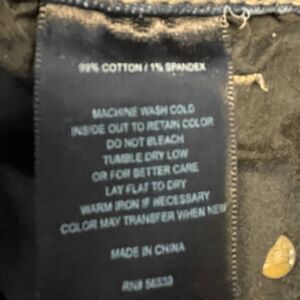 99% COTTON / 1% SPANDEX
MACHINE WASH COLD
INSIDE OUT TO RETAIN COLOR
DO NOT BLEACH
TUMBLE DRY LOW
OR FOR BETTER CARE
LAY FLAT TO DRY
WARM IRON IF NECESSARY
COLOR MAY TRANSFER WHEN NEW
MADE IN CHINA
RN#